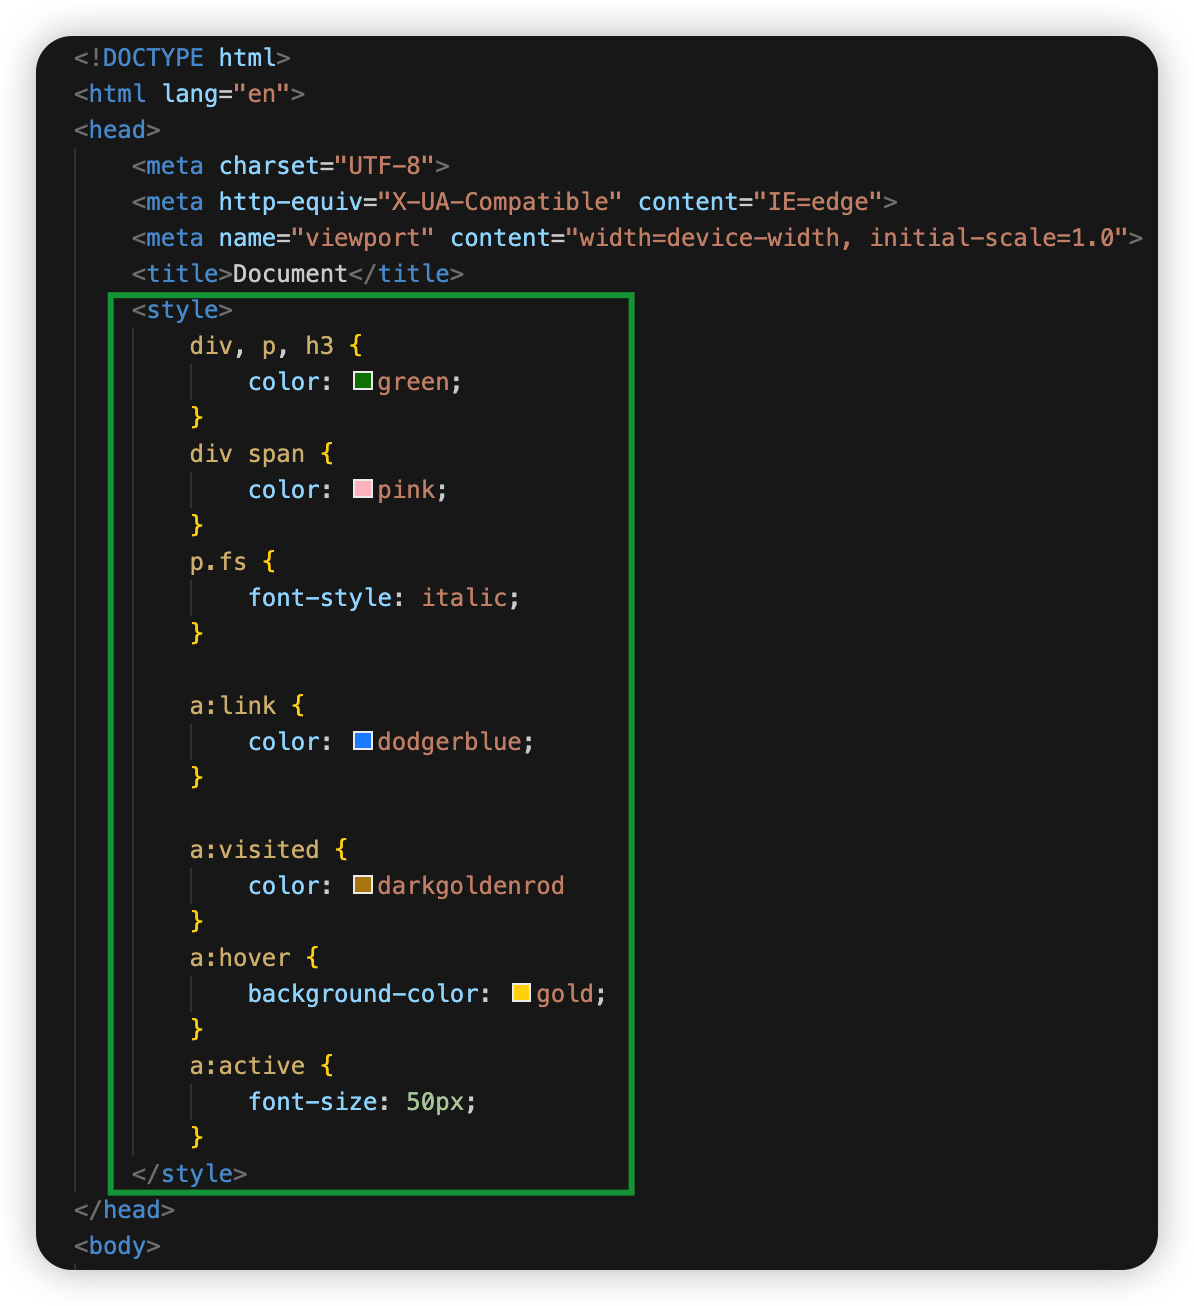 <!DOCTYPE html>
<html lang="en">
<head>
    <meta charset="UTF-8">
    <meta http-equiv="X-UA-Compatible" content="IE=edge">
    <meta name="viewport" content="width=device-width, initial-scale=1.0">
    <title>Document</title>
    <style>
        div, p, h3 {
            color: green;
        }
        div span {
            color: pink;
        }
        p.fs {
            font-style: italic;
        }

        a:link {
            color: dodgerblue;
        }

        a:visited {
            color: darkgoldenrod
        }
        a:hover {
            background-color: gold;
        }
        a:active {
            font-size: 50px;
        }
    </style>
</head>
<body>